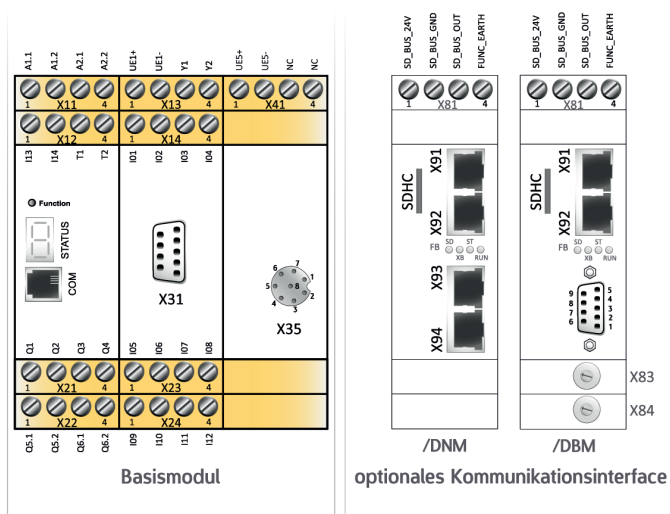 A1.1 A1.2 A2.1 A2.2 UE1+ UE1- Y1 Y2 UE5+ UE5- NC NC
1 X11 4 1 X13 4 1 X41 4
1 X12 4 1 X14 4
I13 I14 T1 T2 I01 I02 I03 I04
Function
STATUS
COM
X31
6 7 1 5 8 2 4 3
X35
Q1 Q2 Q3 Q4 I05 I06 I07 I08
1 X21 4 1 X23 4
1 X22 4 1 X24 4
Q5.1 Q5.2 Q6.1 Q6.2 I09 I10 I11 I12
Basismodul
SD_BUS_24V SD_BUS_GND SD_BUS_OUT FUNC_EARTH
1 X81 4
SDHC
X91
X92
SD ST
FB
XB RUN
X93
X94
/DNM
SD_BUS_24V SD_BUS_GND SD_BUS_OUT FUNC_EARTH
1 X81 4
SDHC
X91
X92
SD ST
FB
XB RUN
9 5
8 4
7 3
6 2
1
X83
X84
/DBM
optionales Kommunikationsinterface